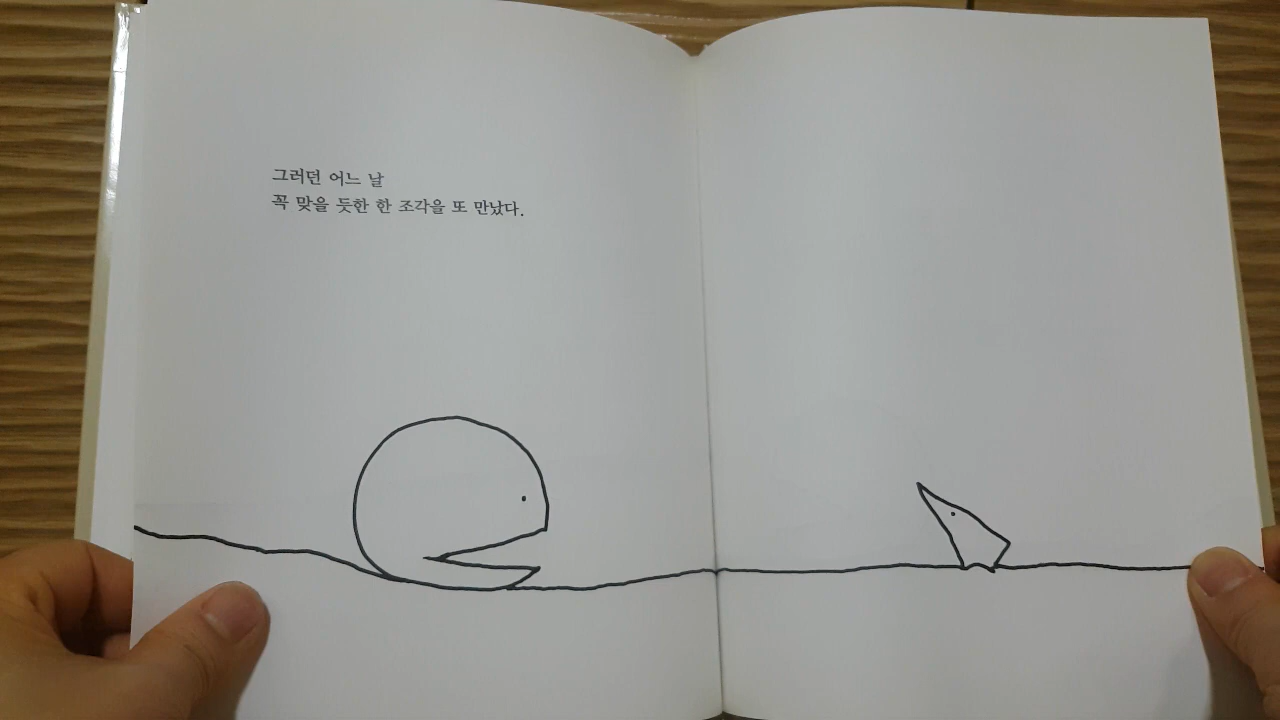 그러던 어느 날
꼭 맞을 듯한 한 조각을 또 만났다.